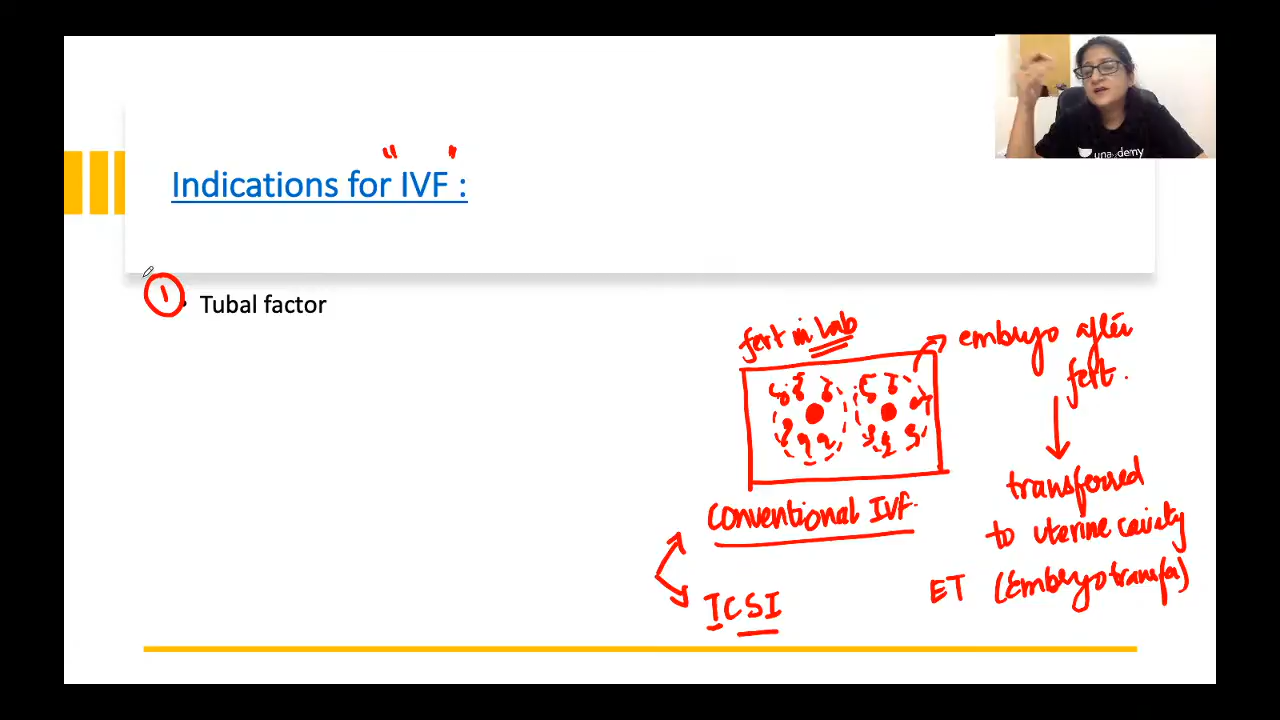 unacademy
" "
Indications for IVF :
1
• Tubal factor
fert in Lab
embryo after
fert.
transferred
to uterine cavity
ET (Embryo transfer)
Conventional IVF.
ICSI